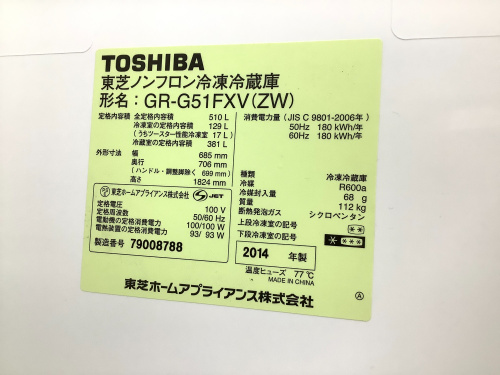 TOSHIBA
東芝ノンフロン冷凍冷蔵庫
形名：GR-G51FXV(ZW)
定格内容積 全定格内容積 510 L
冷凍室の定格内容積 129 L
(うちツースター性能冷凍室 17 L)
冷蔵室の定格内容積 381 L
外形寸法 幅 685 mm
奥行 706 mm
(ハンドル・調整脚除く 699 mm)
高さ 1824 mm
東芝ホームアプライアンス株式会社 S JET
定格電圧 100 V
定格周波数 50/60 Hz
電動機の定格消費電力 100/100 W
電熱装置の定格消費電力 93/ 93 W
製造番号 79008788
消費電力量 (JIS C 9801-2006年)
50Hz 180 kWh/年
60Hz 180 kWh/年
種類 冷凍冷蔵庫
冷媒 R600a
冷媒封入量 68 g
質量 112 kg
断熱発泡ガス シクロペンタン
上段冷凍室の記号 **
下段冷凍室の記号 * ***
2014 年製
温度ヒューズ 77℃
MADE IN CHINA
東芝ホームアプライアンス株式会社 Ⓐ